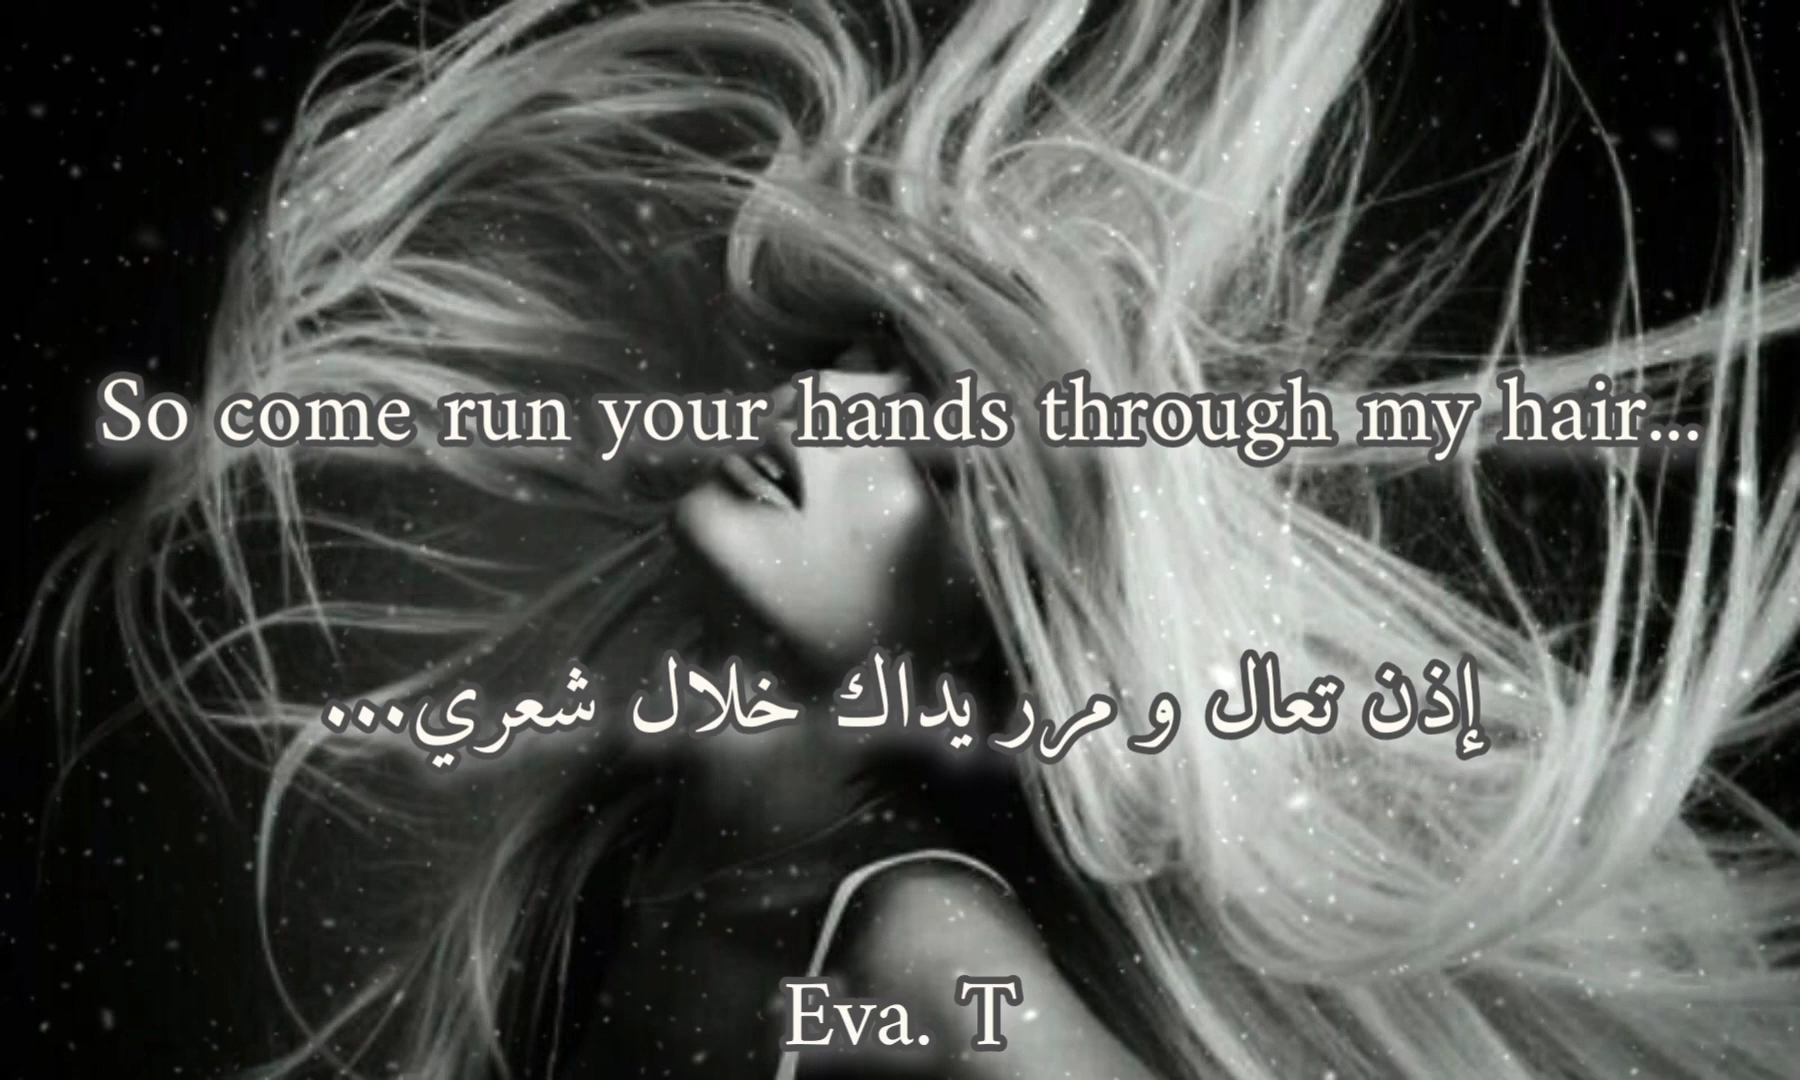 So come run your hands through my hair...
إذن تعال و مرر يداك خلال شعري...
Eva. T